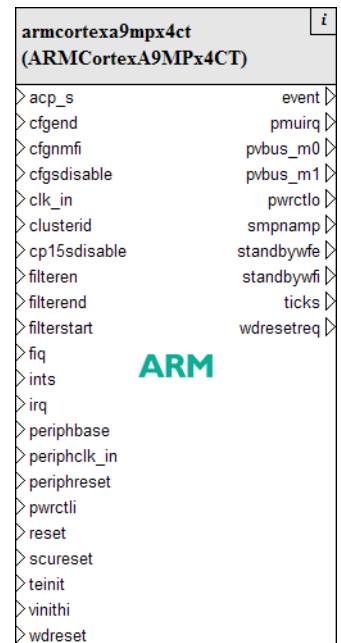 armcortexa9mpx4ct
i
(ARMCortexA9MPx4CT)
acp_s
event
cfgend
pmuirq
cfgnmfi
pvbus_m0
cfgsdisable
pvbus_m1
clk_in
pwrctlo
clusterid
smpnamp
cp15sdisable
standbywfe
filteren
standbywfi
filterend
ticks
filterstart
wdresetreq
fiq
ARM
ints
irq
periphbase
periphclk_in
periphreset
pwrctli
reset
scureset
teinit
vinithi
wdreset